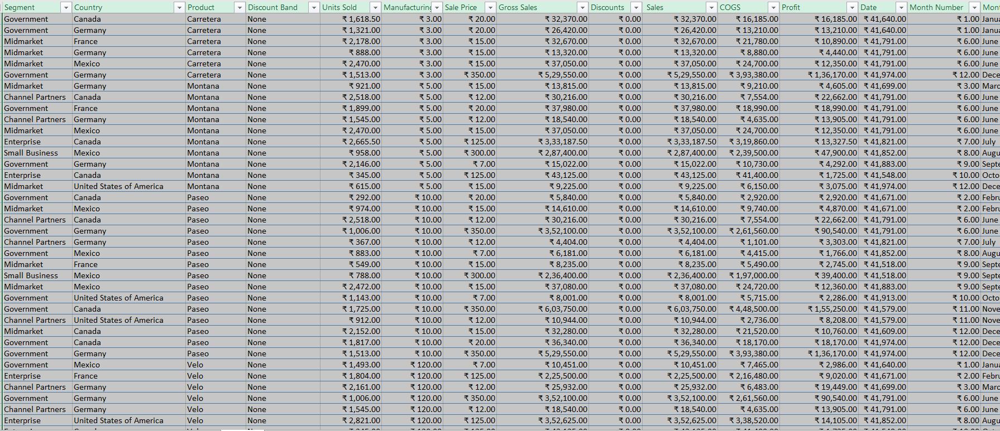 Segment Country Product Discount Band Units Sold Manufacturing Sale Price Gross Sales Discounts Sales COGS Profit Date Month Number Mont
Government Canada Carretera None ₹ 1,618.50 ₹ 3.00 ₹ 20.00 ₹ 32,370.00 ₹ 0.00 ₹ 32,370.00 ₹ 16,185.00 ₹ 16,185.00 ₹ 41,640.00 ₹ 1.00 Janua
Government Germany Carretera None ₹ 1,321.00 ₹ 3.00 ₹ 20.00 ₹ 26,420.00 ₹ 0.00 ₹ 26,420.00 ₹ 13,210.00 ₹ 13,210.00 ₹ 41,640.00 ₹ 1.00 Janua
Midmarket France Carretera None ₹ 2,178.00 ₹ 3.00 ₹ 15.00 ₹ 32,670.00 ₹ 0.00 ₹ 32,670.00 ₹ 21,780.00 ₹ 10,890.00 ₹ 41,791.00 ₹ 6.00 June
Midmarket Germany Carretera None ₹ 888.00 ₹ 3.00 ₹ 15.00 ₹ 13,320.00 ₹ 0.00 ₹ 13,320.00 ₹ 8,880.00 ₹ 4,440.00 ₹ 41,791.00 ₹ 6.00 June
Midmarket Mexico Carretera None ₹ 2,470.00 ₹ 3.00 ₹ 15.00 ₹ 37,050.00 ₹ 0.00 ₹ 37,050.00 ₹ 24,700.00 ₹ 12,350.00 ₹ 41,791.00 ₹ 6.00 June
Government Germany Carretera None ₹ 1,513.00 ₹ 3.00 ₹ 350.00 ₹ 5,29,550.00 ₹ 0.00 ₹ 5,29,550.00 ₹ 3,93,380.00 ₹ 1,36,170.00 ₹ 41,974.00 ₹ 12.00 Dece
Midmarket Germany Montana None ₹ 921.00 ₹ 5.00 ₹ 15.00 ₹ 13,815.00 ₹ 0.00 ₹ 13,815.00 ₹ 9,210.00 ₹ 4,605.00 ₹ 41,699.00 ₹ 3.00 Marc
Channel Partners Canada Montana None ₹ 2,518.00 ₹ 5.00 ₹ 12.00 ₹ 30,216.00 ₹ 0.00 ₹ 30,216.00 ₹ 7,554.00 ₹ 22,662.00 ₹ 41,791.00 ₹ 6.00 June
Government France Montana None ₹ 1,899.00 ₹ 5.00 ₹ 20.00 ₹ 37,980.00 ₹ 0.00 ₹ 37,980.00 ₹ 18,990.00 ₹ 18,990.00 ₹ 41,791.00 ₹ 6.00 June
Channel Partners Germany Montana None ₹ 1,545.00 ₹ 5.00 ₹ 12.00 ₹ 18,540.00 ₹ 0.00 ₹ 18,540.00 ₹ 4,635.00 ₹ 13,905.00 ₹ 41,791.00 ₹ 6.00 June
Midmarket Mexico Montana None ₹ 2,470.00 ₹ 5.00 ₹ 15.00 ₹ 37,050.00 ₹ 0.00 ₹ 37,050.00 ₹ 24,700.00 ₹ 12,350.00 ₹ 41,791.00 ₹ 6.00 June
Enterprise Canada Montana None ₹ 2,665.50 ₹ 5.00 ₹ 125.00 ₹ 3,33,187.50 ₹ 0.00 ₹ 3,33,187.50 ₹ 3,19,860.00 ₹ 13,327.50 ₹ 41,821.00 ₹ 7.00 July
Small Business Mexico Montana None ₹ 958.00 ₹ 5.00 ₹ 300.00 ₹ 2,87,400.00 ₹ 0.00 ₹ 2,87,400.00 ₹ 2,39,500.00 ₹ 47,900.00 ₹ 41,852.00 ₹ 8.00 Augu
Government Germany Montana None ₹ 2,146.00 ₹ 5.00 ₹ 7.00 ₹ 15,022.00 ₹ 0.00 ₹ 15,022.00 ₹ 10,730.00 ₹ 4,292.00 ₹ 41,883.00 ₹ 9.00 Septe
Enterprise Canada Montana None ₹ 345.00 ₹ 5.00 ₹ 125.00 ₹ 43,125.00 ₹ 0.00 ₹ 43,125.00 ₹ 41,400.00 ₹ 1,725.00 ₹ 41,548.00 ₹ 10.00 Octo
Midmarket United States of America Montana None ₹ 615.00 ₹ 5.00 ₹ 15.00 ₹ 9,225.00 ₹ 0.00 ₹ 9,225.00 ₹ 6,150.00 ₹ 3,075.00 ₹ 41,974.00 ₹ 12.00 Dece
Government Canada Paseo None ₹ 292.00 ₹ 10.00 ₹ 20.00 ₹ 5,840.00 ₹ 0.00 ₹ 5,840.00 ₹ 2,920.00 ₹ 2,920.00 ₹ 41,671.00 ₹ 2.00 Febru
Midmarket Mexico Paseo None ₹ 974.00 ₹ 10.00 ₹ 15.00 ₹ 14,610.00 ₹ 0.00 ₹ 14,610.00 ₹ 9,740.00 ₹ 4,870.00 ₹ 41,671.00 ₹ 2.00 Febru
Channel Partners Canada Paseo None ₹ 2,518.00 ₹ 10.00 ₹ 12.00 ₹ 30,216.00 ₹ 0.00 ₹ 30,216.00 ₹ 7,554.00 ₹ 22,662.00 ₹ 41,791.00 ₹ 6.00 June
Government Germany Paseo None ₹ 1,006.00 ₹ 10.00 ₹ 350.00 ₹ 3,52,100.00 ₹ 0.00 ₹ 3,52,100.00 ₹ 2,61,560.00 ₹ 90,540.00 ₹ 41,791.00 ₹ 6.00 June
Channel Partners Germany Paseo None ₹ 367.00 ₹ 10.00 ₹ 12.00 ₹ 4,404.00 ₹ 0.00 ₹ 4,404.00 ₹ 1,101.00 ₹ 3,303.00 ₹ 41,821.00 ₹ 7.00 July
Government Mexico Paseo None ₹ 883.00 ₹ 10.00 ₹ 7.00 ₹ 6,181.00 ₹ 0.00 ₹ 6,181.00 ₹ 4,415.00 ₹ 1,766.00 ₹ 41,852.00 ₹ 8.00 Augu
Midmarket France Paseo None ₹ 549.00 ₹ 10.00 ₹ 15.00 ₹ 8,235.00 ₹ 0.00 ₹ 8,235.00 ₹ 5,490.00 ₹ 2,745.00 ₹ 41,518.00 ₹ 9.00 Septe
Small Business Mexico Paseo None ₹ 788.00 ₹ 10.00 ₹ 300.00 ₹ 2,36,400.00 ₹ 0.00 ₹ 2,36,400.00 ₹ 1,97,000.00 ₹ 39,400.00 ₹ 41,518.00 ₹ 9.00 Septe
Midmarket Mexico Paseo None ₹ 2,472.00 ₹ 10.00 ₹ 15.00 ₹ 37,080.00 ₹ 0.00 ₹ 37,080.00 ₹ 24,720.00 ₹ 12,360.00 ₹ 41,883.00 ₹ 9.00 Septe
Government United States of America Paseo None ₹ 1,143.00 ₹ 10.00 ₹ 7.00 ₹ 8,001.00 ₹ 0.00 ₹ 8,001.00 ₹ 5,715.00 ₹ 2,286.00 ₹ 41,913.00 ₹ 10.00 Octo
Government Canada Paseo None ₹ 1,725.00 ₹ 10.00 ₹ 350.00 ₹ 6,03,750.00 ₹ 0.00 ₹ 6,03,750.00 ₹ 4,48,500.00 ₹ 1,55,250.00 ₹ 41,579.00 ₹ 11.00 Nove
Channel Partners United States of America Paseo None ₹ 912.00 ₹ 10.00 ₹ 12.00 ₹ 10,944.00 ₹ 0.00 ₹ 10,944.00 ₹ 2,736.00 ₹ 8,208.00 ₹ 41,579.00 ₹ 11.00 Nove
Midmarket Canada Paseo None ₹ 2,152.00 ₹ 10.00 ₹ 15.00 ₹ 32,280.00 ₹ 0.00 ₹ 32,280.00 ₹ 21,520.00 ₹ 10,760.00 ₹ 41,609.00 ₹ 12.00 Dece
Government Canada Paseo None ₹ 1,817.00 ₹ 10.00 ₹ 20.00 ₹ 36,340.00 ₹ 0.00 ₹ 36,340.00 ₹ 18,170.00 ₹ 18,170.00 ₹ 41,974.00 ₹ 12.00 Dece
Government Germany Paseo None ₹ 1,513.00 ₹ 10.00 ₹ 350.00 ₹ 5,29,550.00 ₹ 0.00 ₹ 5,29,550.00 ₹ 3,93,380.00 ₹ 1,36,170.00 ₹ 41,974.00 ₹ 12.00 Dece
Government Mexico Velo None ₹ 1,493.00 ₹ 120.00 ₹ 7.00 ₹ 10,451.00 ₹ 0.00 ₹ 10,451.00 ₹ 7,465.00 ₹ 2,986.00 ₹ 41,640.00 ₹ 1.00 Janua
Enterprise France Velo None ₹ 1,804.00 ₹ 120.00 ₹ 125.00 ₹ 2,25,500.00 ₹ 0.00 ₹ 2,25,500.00 ₹ 2,16,480.00 ₹ 9,020.00 ₹ 41,671.00 ₹ 2.00 Febru
Channel Partners Germany Velo None ₹ 2,161.00 ₹ 120.00 ₹ 12.00 ₹ 25,932.00 ₹ 0.00 ₹ 25,932.00 ₹ 6,483.00 ₹ 19,449.00 ₹ 41,699.00 ₹ 3.00 Marc
Government Germany Velo None ₹ 1,006.00 ₹ 120.00 ₹ 350.00 ₹ 3,52,100.00 ₹ 0.00 ₹ 3,52,100.00 ₹ 2,61,560.00 ₹ 90,540.00 ₹ 41,791.00 ₹ 6.00 June
Channel Partners Germany Velo None ₹ 1,545.00 ₹ 120.00 ₹ 12.00 ₹ 18,540.00 ₹ 0.00 ₹ 18,540.00 ₹ 4,635.00 ₹ 13,905.00 ₹ 41,791.00 ₹ 6.00 June
Enterprise United States of America Velo None ₹ 2,821.00 ₹ 120.00 ₹ 125.00 ₹ 3,52,625.00 ₹ 0.00 ₹ 3,52,625.00 ₹ 3,38,520.00 ₹ 14,105.00 ₹ 41,852.00 ₹ 8.00 Augu